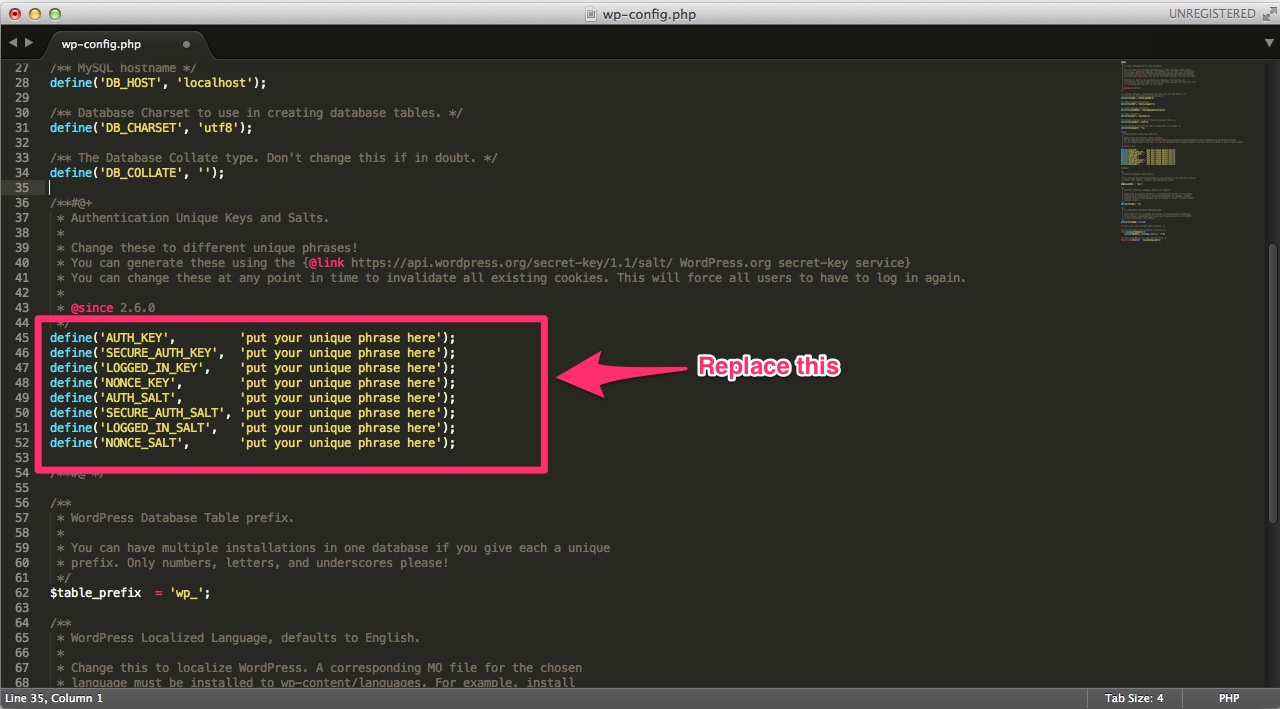 wp-config.php
UNREGISTERED
wp-config.php
27 /** MySQL hostname */
28 define('DB_HOST', 'localhost');
29
30 /** Database Charset to use in creating database tables. */
31 define('DB_CHARSET', 'utf8');
32
33 /** The Database Collate type. Don't change this if in doubt. */
34 define('DB_COLLATE', '');
35
36 /**#@+
37  * Authentication Unique Keys and Salts.
38  *
39  * Change these to different unique phrases!
40  * You can generate these using the {@link https://api.wordpress.org/secret-key/1.1/salt/ WordPress.org secret-key service}
41  * You can change these at any point in time to invalidate all existing cookies. This will force all users to have to log in again.
42  *
43  * @since 2.6.0
44  */
45 define('AUTH_KEY',         'put your unique phrase here');
46 define('SECURE_AUTH_KEY',  'put your unique phrase here');
47 define('LOGGED_IN_KEY',    'put your unique phrase here');
48 define('NONCE_KEY',        'put your unique phrase here');
49 define('AUTH_SALT',        'put your unique phrase here');
50 define('SECURE_AUTH_SALT', 'put your unique phrase here');
51 define('LOGGED_IN_SALT',   'put your unique phrase here');
52 define('NONCE_SALT',       'put your unique phrase here');
Replace this
53
54 /**#@-*/
55
56 /**
57  * WordPress Database Table prefix.
58  *
59  * You can have multiple installations in one database if you give each a unique
60  * prefix. Only numbers, letters, and underscores please!
61  */
62 $table_prefix  = 'wp_';
63
64 /**
65  * WordPress Localized Language, defaults to English.
66  *
67  * Change this to localize WordPress. A corresponding MO file for the chosen
68  * language must be installed to wp-content/languages. For example, install
Line 35, Column 1
Tab Size: 4
PHP